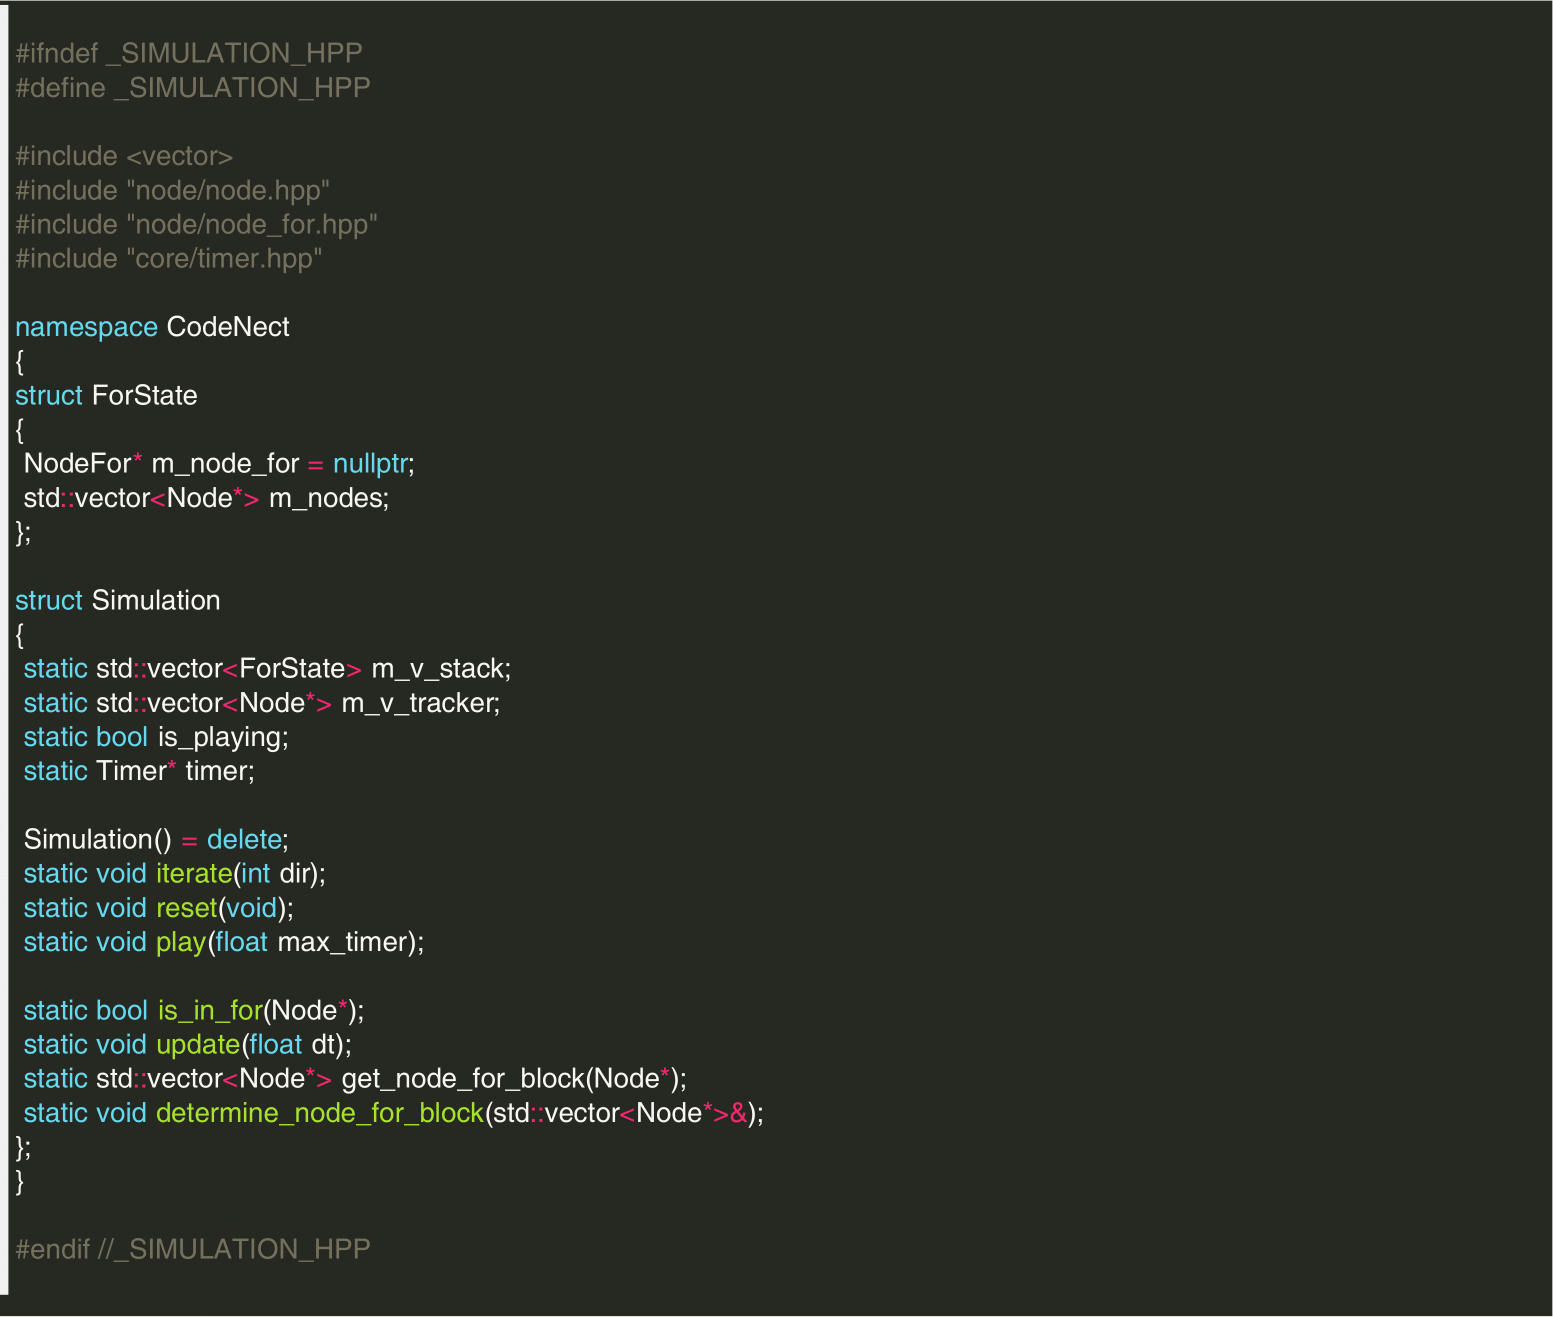 #ifndef _SIMULATION_HPP
#define _SIMULATION_HPP
#include <vector>
#include "node/node.hpp"
#include "node/node_for.hpp"
#include "core/timer.hpp"
namespace CodeNect
{
struct ForState
{
NodeFor* m_node_for = nullptr;
std::vector<Node*> m_nodes;
};
struct Simulation
{
static std::vector<ForState> m_v_stack;
static std::vector<Node*> m_v_tracker;
static bool is_playing;
static Timer* timer;
Simulation() = delete;
static void iterate(int dir);
static void reset(void);
static void play(float max_timer);
static bool is_in_for(Node*);
static void update(float dt);
static std::vector<Node*> get_node_for_block(Node*);
static void determine_node_for_block(std::vector<Node*>&);
};
}
#endif //_SIMULATION_HPP